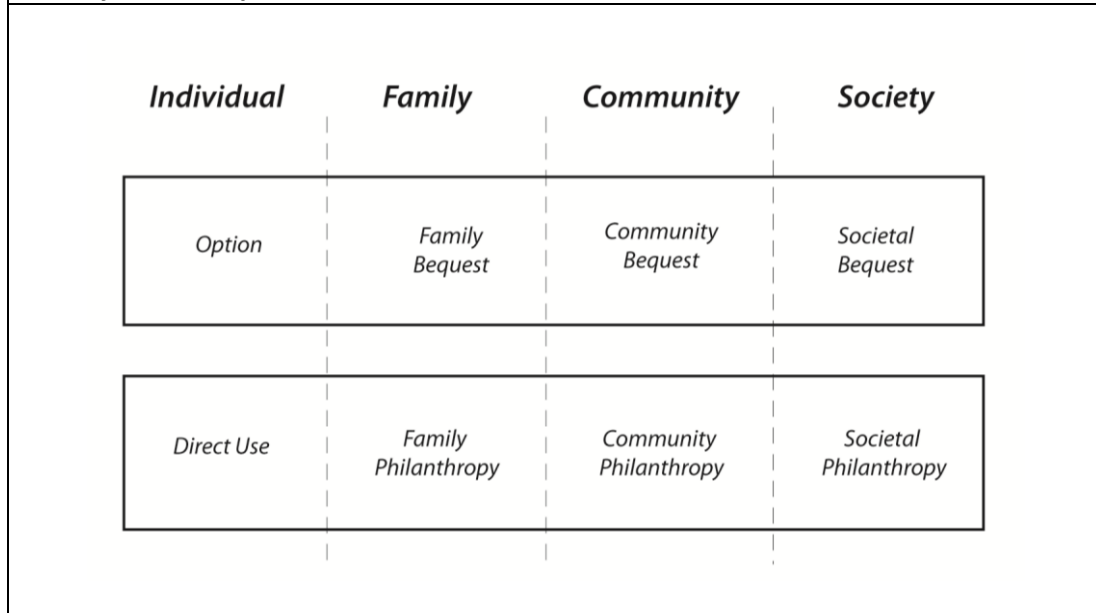 Individual Family Community Society
Option
Family
Bequest
Community
Bequest
Societal
Bequest
Direct Use
Family
Philanthropy
Community
Philanthropy
Societal
Philanthropy